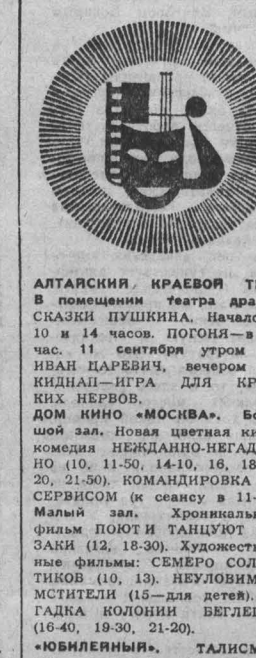 АЛТАЙСКИЙ КРАЕВОЙ Т
В помещении театра дра
СКАЗКИ ПУШКИНА. Начало
10 и 14 часов. ПОГОНЯ—в
час. 11 сентября утром
ИВАН ЦАРЕВИЧ, вечером
КИДНАП—ИГРА ДЛЯ КР
КИХ НЕРВОВ.
ДОМ КИНО «МОСКВА». Бо
шой зал. Новая цветная ки
комедия НЕЖДАННО-НЕГАД
НО (10, 11-50, 14-10, 16, 18
20, 21-50). КОМАНДИРОВКА
СЕРВИСОМ (к сеансу в 11-
Малый зал. Хроникаль
фильм ПОЮТ И ТАНЦУЮТ
ЗАКИ (12, 18-30). Художест
ные фильмы: СЕМЕРО СОЛ
ТИКОВ (10, 13). НЕУЛОВИМ
МСТИТЕЛИ (15—для детей).
ГАДКА КОЛОНИИ БЕГЛЕ
(16-40, 19-30, 21-20).
«ЮБИЛЕЙНЫЙ». ТАЛИСМ